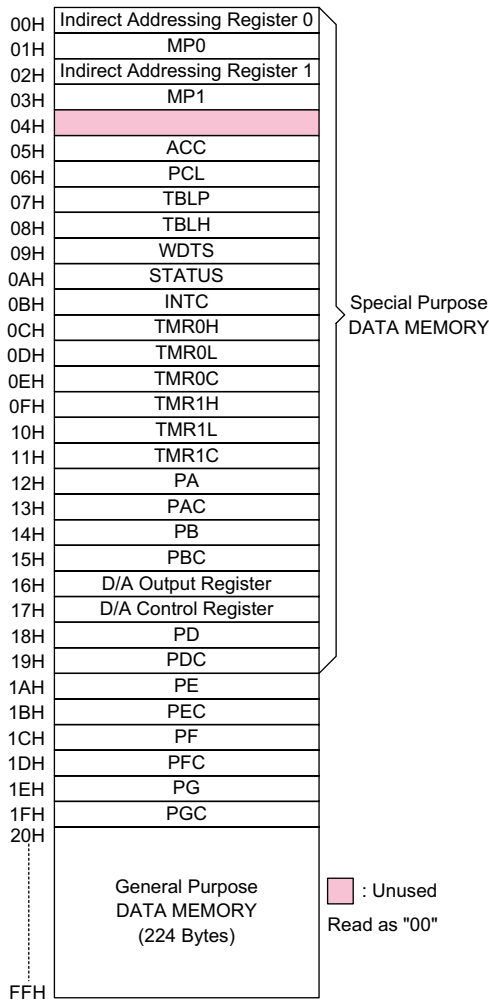 00H Indirect Addressing Register 0
01H MP0
02H Indirect Addressing Register 1
03H MP1
04H
05H ACC
06H PCL
07H TBLP
08H TBLH
09H WDTS
0AH STATUS
0BH INTC
0CH TMR0H
0DH TMR0L
0EH TMR0C
0FH TMR1H
10H TMR1L
11H TMR1C
12H PA
13H PAC
14H PB
15H PBC
16H D/A Output Register
17H D/A Control Register
18H PD
19H PDC
1AH PE
1BH PEC
1CH PF
1DH PFC
1EH PG
1FH PGC
20H
General Purpose
DATA MEMORY
(224 Bytes)
FFH
Special Purpose
DATA MEMORY
: Unused
Read as "00"